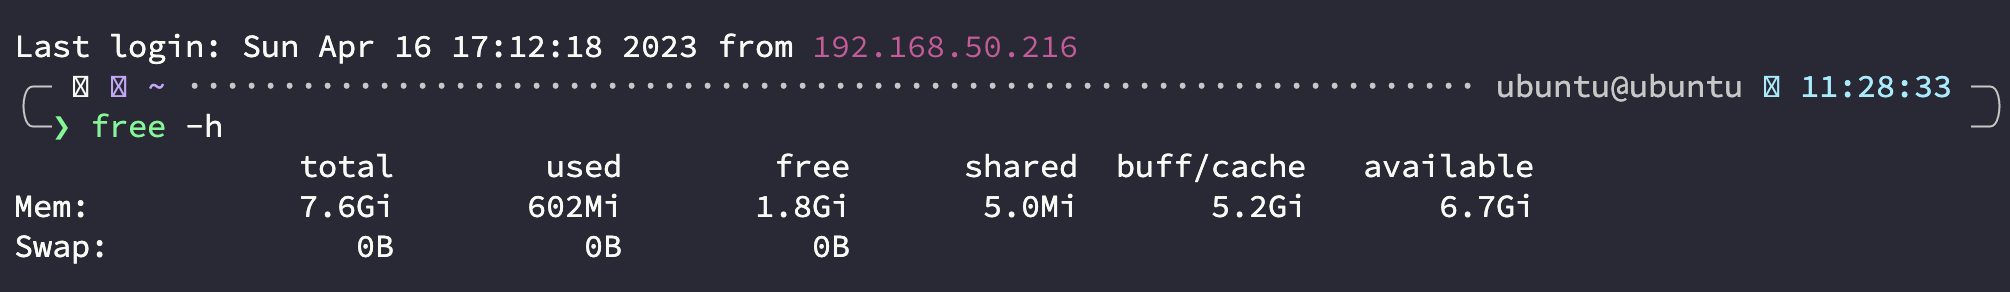 Last login: Sun Apr 16 17:12:18 2023 from 192.168.50.216
~ ····································································· ubuntu@ubuntu 11:28:33
❯ free -h
total used free shared buff/cache available
Mem: 7.6Gi 602Mi 1.8Gi 5.0Mi 5.2Gi 6.7Gi
Swap: 0B 0B 0B